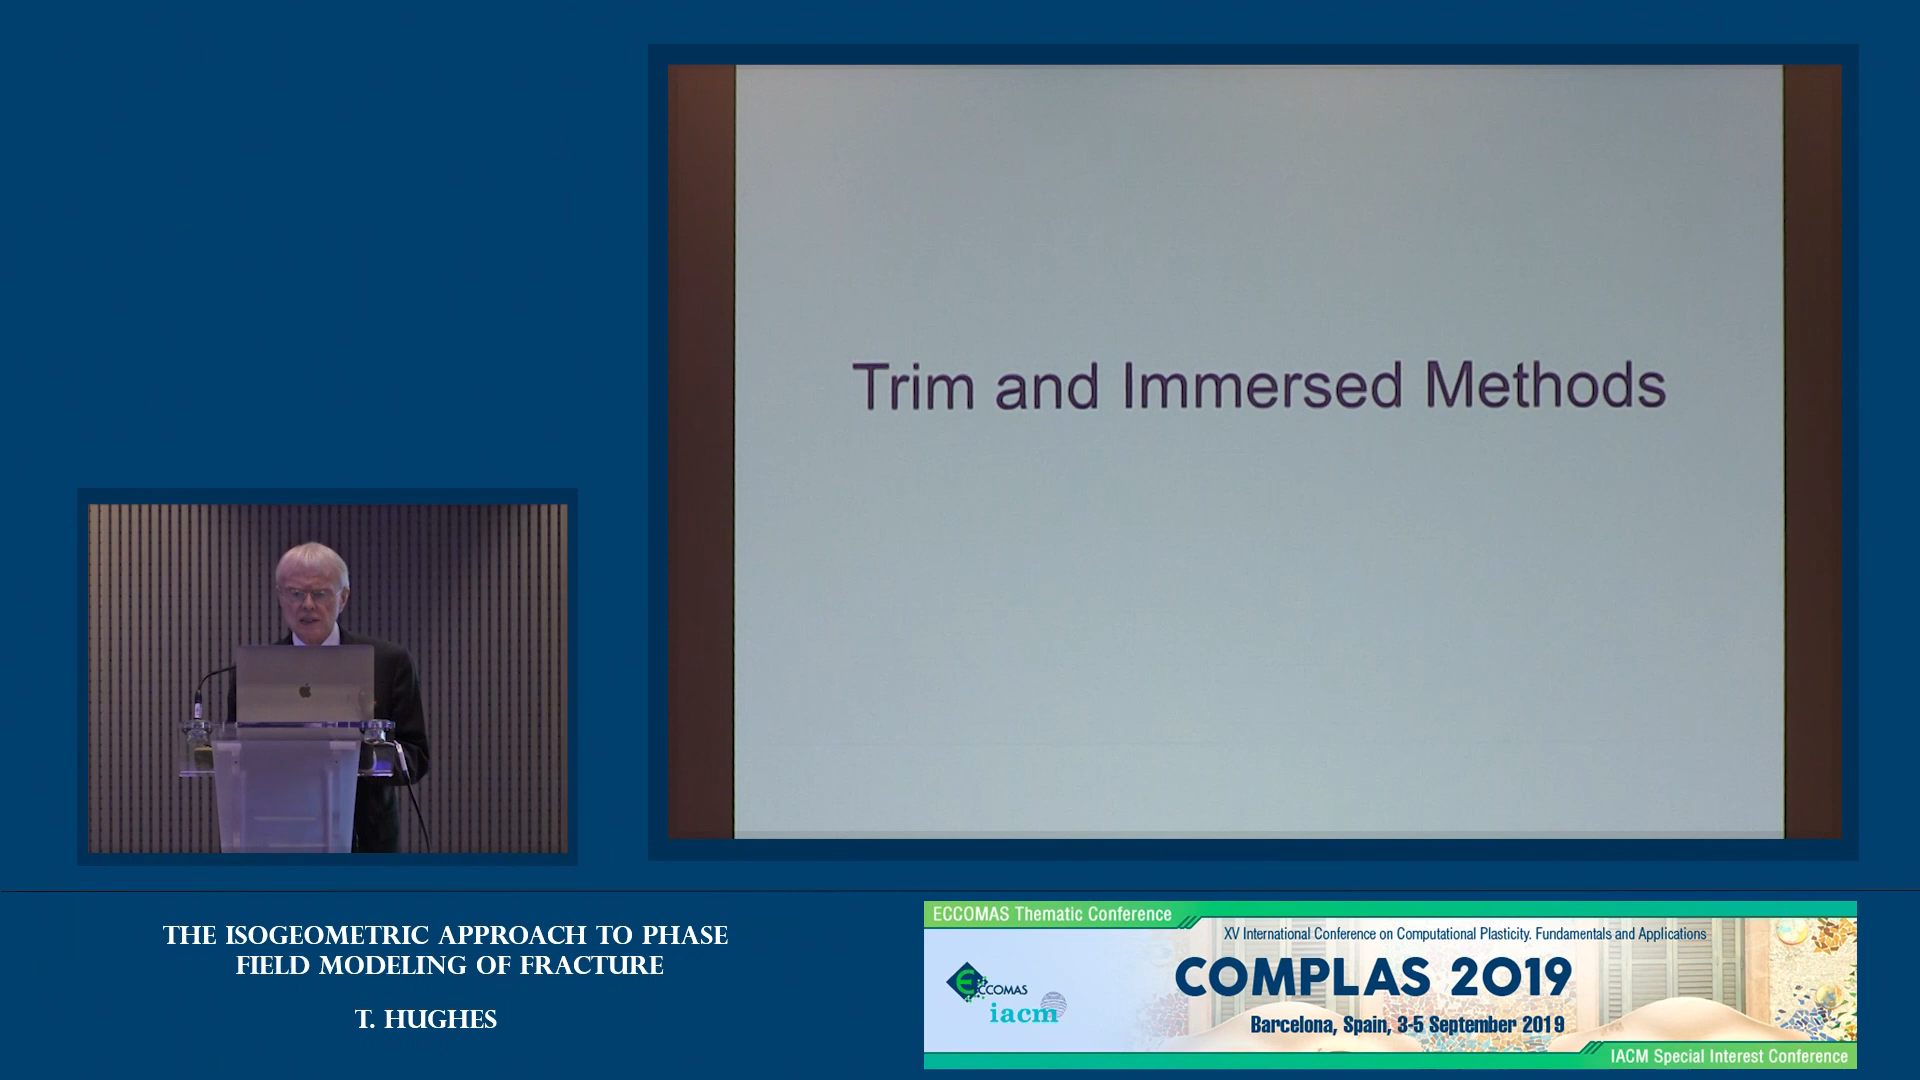 Trim and Immersed Methods
THE ISOGEOMETRIC APPROACH TO PHASE
FIELD MODELING OF FRACTURE
T. HUGHES
ECCOMAS Thematic Conference
XV International Conference on Computational Plasticity. Fundamentals and Applications
ECCOMAS
iacm
COMPLAS 2019
Barcelona, Spain, 3-5 September 2019
IACM Special Interest Conference